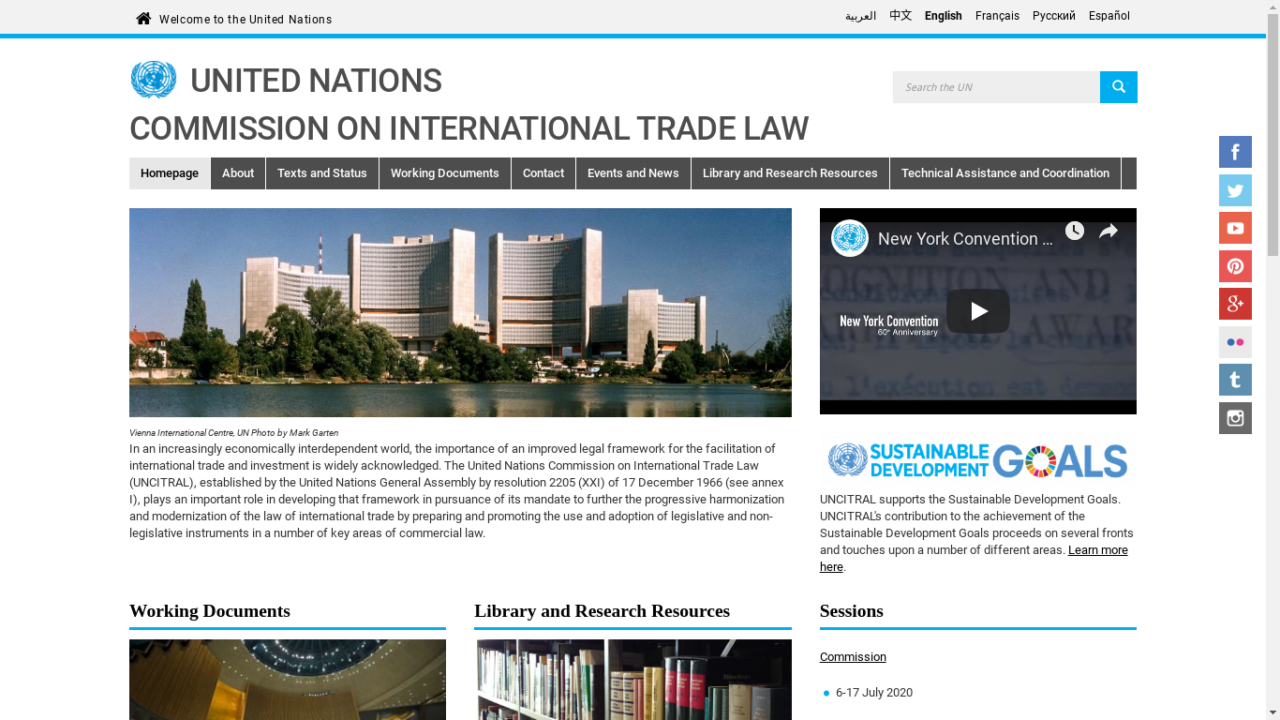 Welcome to the United Nations
العربية 中文 English Français Русский Español
UNITED NATIONS
Search the UN
COMMISSION ON INTERNATIONAL TRADE LAW
Homepage About Texts and Status Working Documents Contact Events and News Library and Research Resources Technical Assistance and Coordination
New York Convention ...
New York Convention
60th Anniversary
Vienna International Centre, UN Photo by Mark Garten
In an increasingly economically interdependent world, the importance of an improved legal framework for the facilitation of
international trade and investment is widely acknowledged. The United Nations Commission on International Trade Law
(UNCITRAL), established by the United Nations General Assembly by resolution 2205 (XXI) of 17 December 1966 (see annex
I), plays an important role in developing that framework in pursuance of its mandate to further the progressive harmonization
and modernization of the law of international trade by preparing and promoting the use and adoption of legislative and non-
legislative instruments in a number of key areas of commercial law.
SUSTAINABLE
DEVELOPMENT GOALS
UNCITRAL supports the Sustainable Development Goals.
UNCITRAL's contribution to the achievement of the
Sustainable Development Goals proceeds on several fronts
and touches upon a number of different areas. Learn more
here.
Working Documents
Library and Research Resources
Sessions
Commission
6-17 July 2020